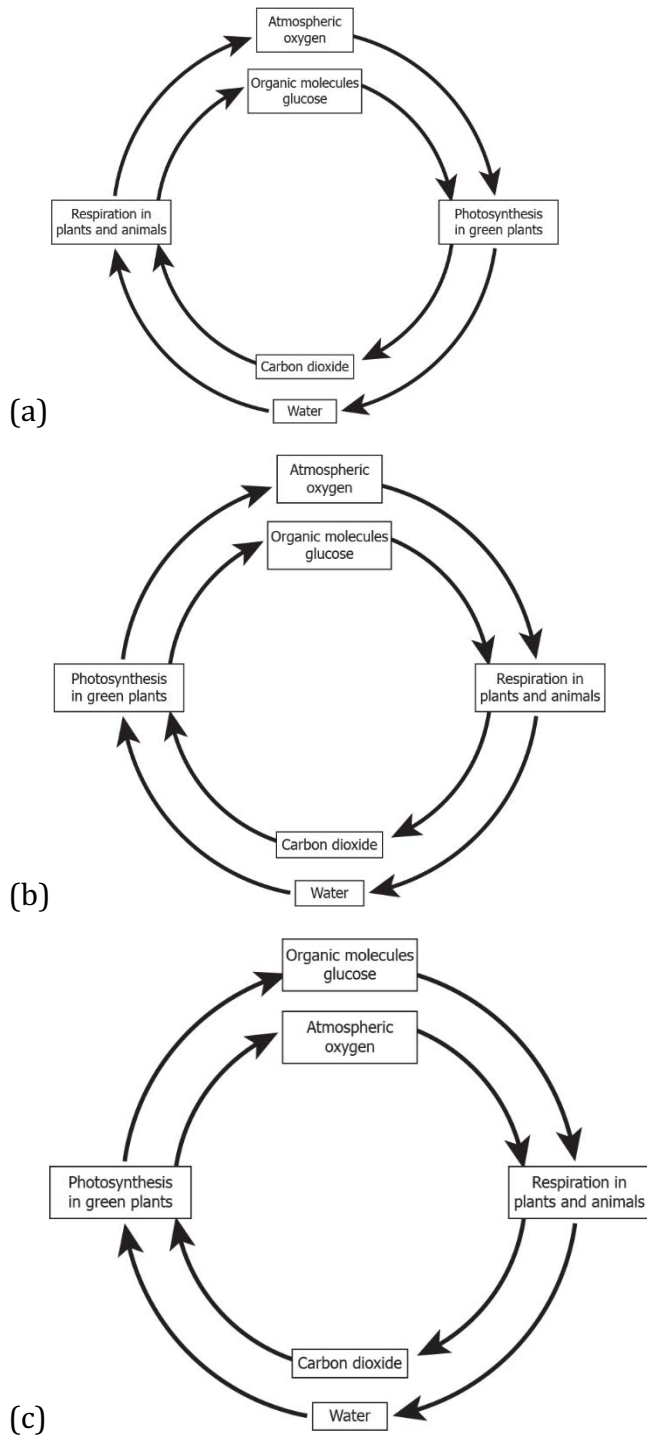 Atmospheric
oxygen
Organic molecules
glucose
Respiration in
plants and animals
Photosynthesis
in green plants
Carbon dioxide
Water
(a)
Atmospheric
oxygen
Organic molecules
glucose
Photosynthesis
in green plants
Respiration in
plants and animals
Carbon dioxide
Water
(b)
Organic molecules
glucose
Atmospheric
oxygen
Photosynthesis
in green plants
Respiration in
plants and animals
Carbon dioxide
Water
(c)